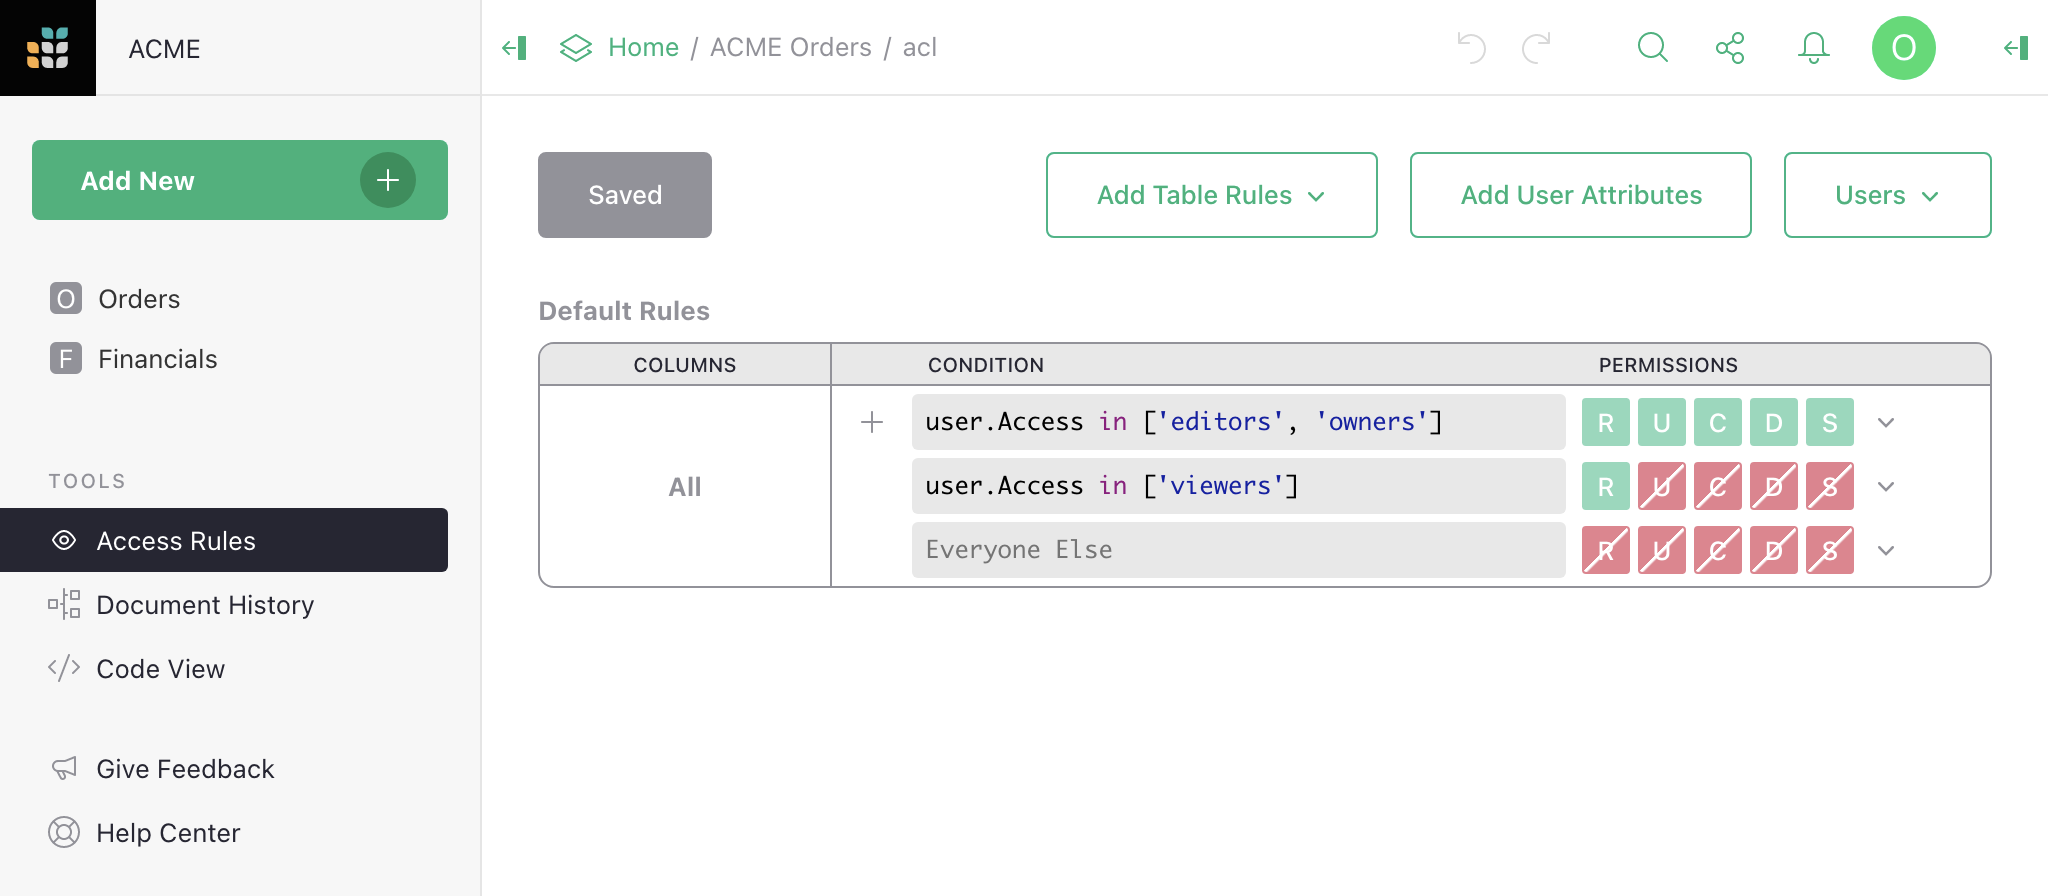 ACME
Home / ACME Orders / acl
O
Add New
Saved
Add Table Rules
Add User Attributes
Users
O Orders
F Financials
TOOLS
Access Rules
Document History
Code View
Give Feedback
Help Center
Default Rules
COLUMNS CONDITION PERMISSIONS
All
user.Access in ['editors', 'owners'] R U C D S
user.Access in ['viewers'] R U C D S
Everyone Else R U C D S